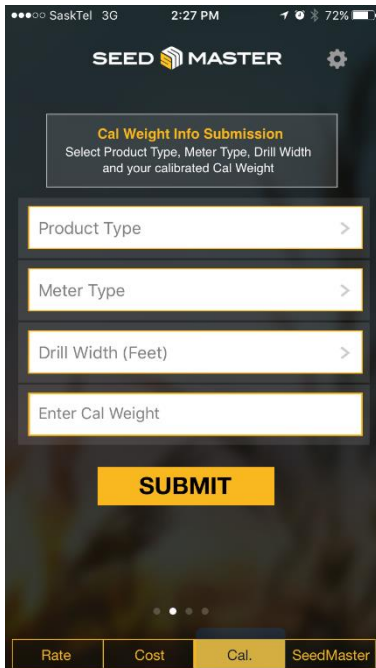 SaskTel 3G 2:27 PM 72%
SEED MASTER
Cal Weight Info Submission
Select Product Type, Meter Type, Drill Width
and your calibrated Cal Weight
Product Type
Meter Type
Drill Width (Feet)
Enter Cal Weight
SUBMIT
Rate Cost Cal. SeedMaster